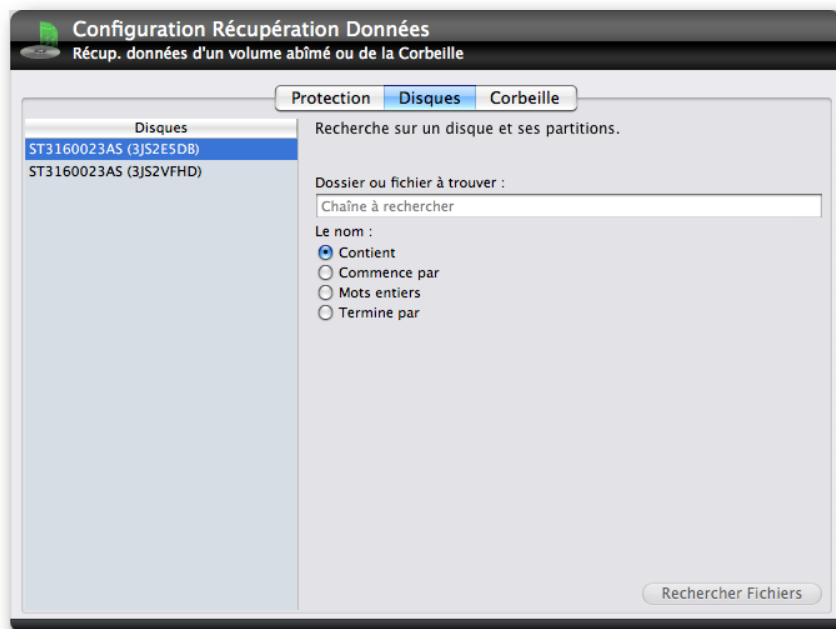 Configuration Récupération Données
Récup. données d'un volume abîmé ou de la Corbeille
Protection Disques Corbeille
Disques
ST3160023AS (3JS2E5DB)
ST3160023AS (3JS2VFHD)
Recherche sur un disque et ses partitions.
Dossier ou fichier à trouver :
Chaîne à rechercher
Le nom :
Contient
Commence par
Mots entiers
Termine par
Rechercher Fichiers